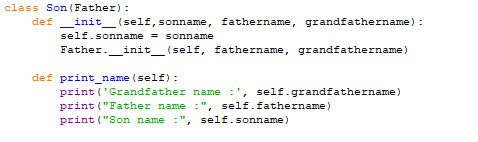 class Son(Father):
    def __init__(self,sonname, fathername, grandfathername):
        self.sonname = sonname
        Father.__init__(self, fathername, grandfathername)

    def print_name(self):
        print('Grandfather name :', self.grandfathername)
        print("Father name :", self.fathername)
        print("Son name :", self.sonname)